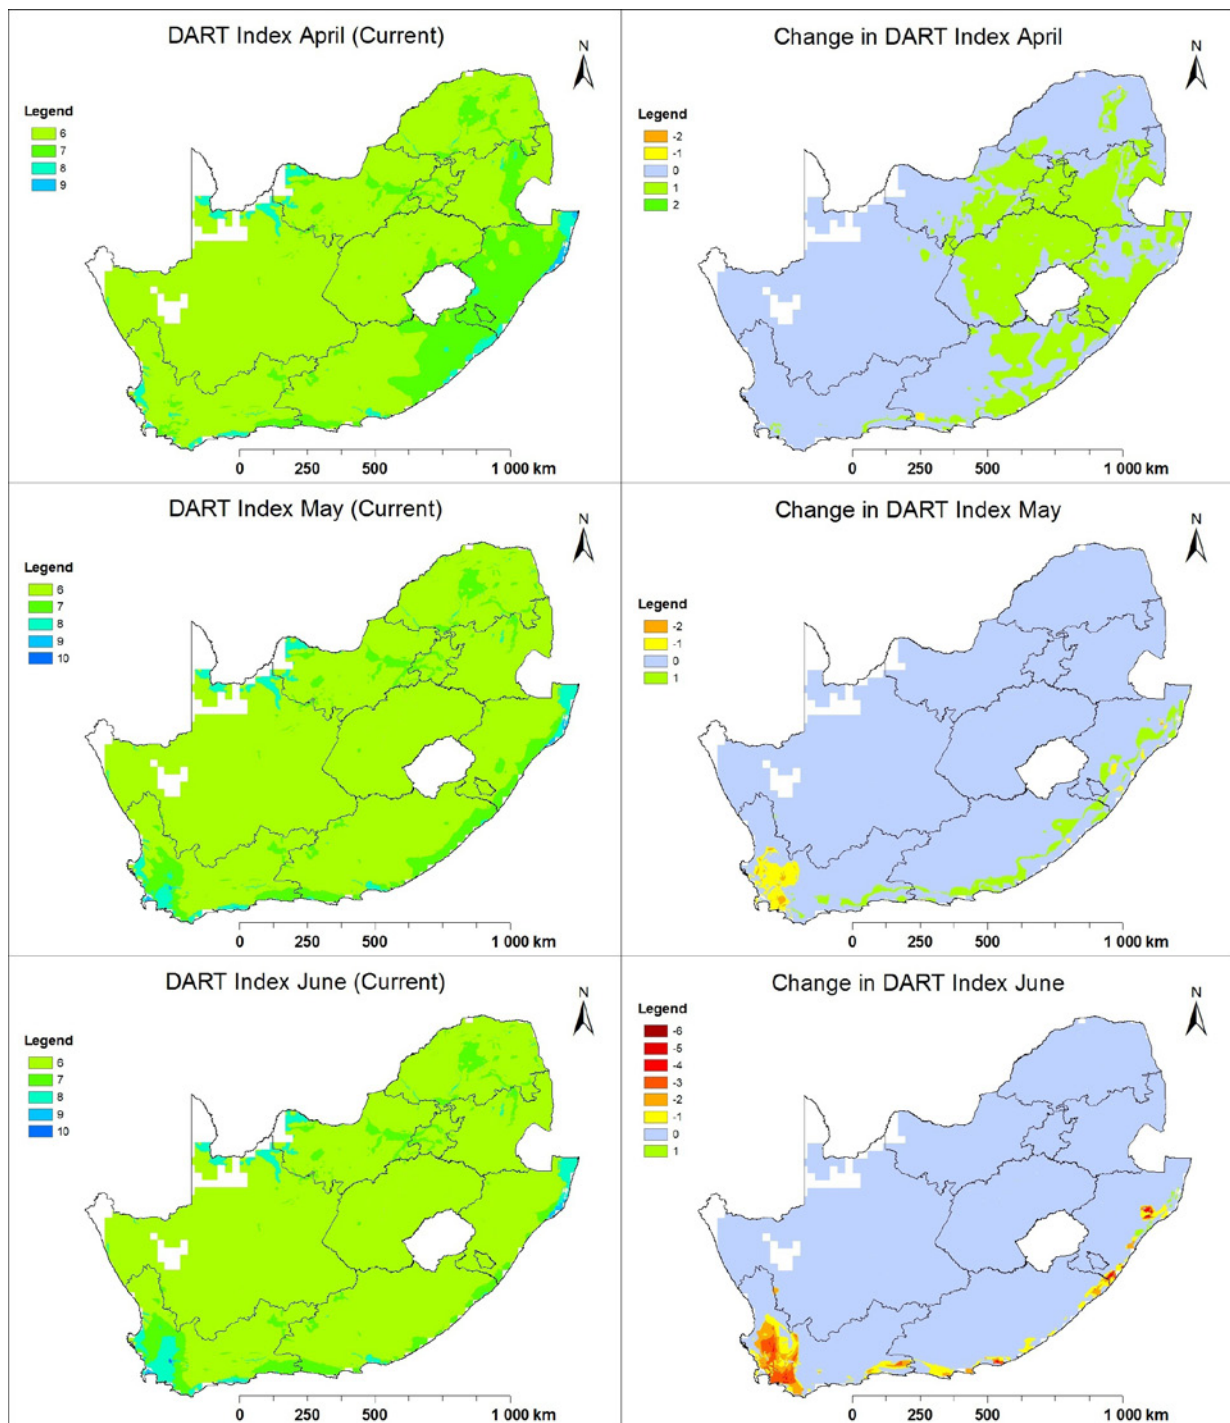 DART Index April (Current)
N
Legend
6
7
8
9
0 250 500 1 000 km
Change in DART Index April
N
Legend
-2
-1
0
1
2
0 250 500 1 000 km
DART Index May (Current)
N
Legend
6
7
8
9
10
0 250 500 1 000 km
Change in DART Index May
N
Legend
-2
-1
0
1
0 250 500 1 000 km
DART Index June (Current)
N
Legend
6
7
8
9
10
0 250 500 1 000 km
Change in DART Index June
N
Legend
-6
-5
-4
-3
-2
-1
0
1
0 250 500 1 000 km